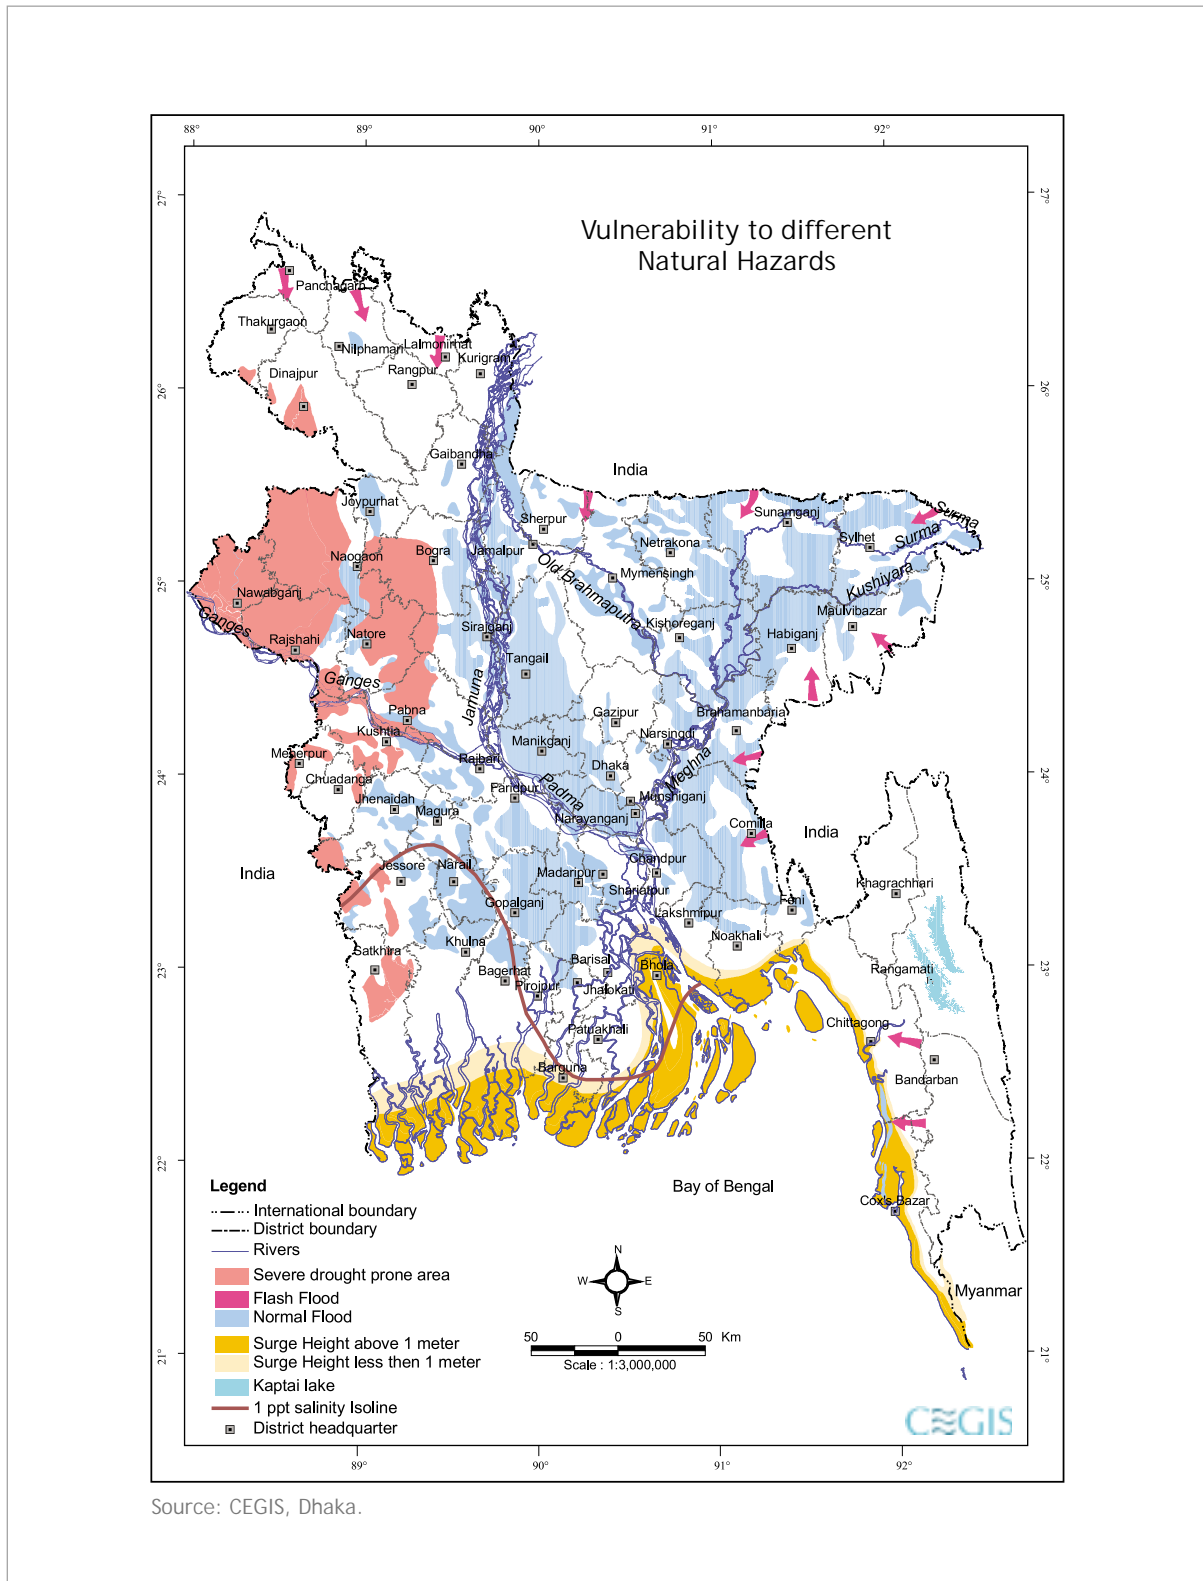 88°
89°
90°
91°
92°
27°
27°
Vulnerability to different
Natural Hazards
Panchagarh
Thakurgaon
Nilphamari
Lalmonirhat
Kurigram
Rangpur
Dinajpur
26°
26°
Gaibandha
India
Joypurhat
Sherpur
Sunamganj
Surma
Surma
Sylhet
Netrakona
Jamalpur
Bogra
Naogaon
Mymensingh
Old Brahmaputra
Kushiyara
25°
25°
Nawabganj
Maulvibazar
Ganges
Kishoreganj
Habiganj
Sirajganj
Rajshahi
Natore
Tangail
Ganges
Jamuna
Pabna
Gazipur
Brahamanbaria
Kushtia
Narsingdi
Manikganj
Meherpur
Rajbari
Dhaka
Meghna
24°
24°
Chuadanga
Padma
Faridpur
Munshiganj
Jhenaidah
Magura
Narayanganj
Comilla
India
India
Chandpur
Jessore
Narail
Madaripur
Shariatpur
Khagrachhari
Gopalganj
Feni
Lakshmipur
Noakhali
Khulna
Satkhira
Barisal
Bhola
Rangamati
23°
23°
Bagerhat
Pirojpur
Jhalokati
Patuakhali
Chittagong
Barguna
Bandarban
22°
22°
Bay of Bengal
Cox's Bazar
Legend
International boundary
District boundary
Rivers
Severe drought prone area
Flash Flood
Normal Flood
Surge Height above 1 meter
Surge Height less then 1 meter
Kaptai lake
1 ppt salinity Isoline
District headquarter
N
W
E
S
50
0
50
Km
Scale : 1:3,000,000
Myanmar
21°
21°
CEGIS
89°
90°
91°
92°
Source: CEGIS, Dhaka.